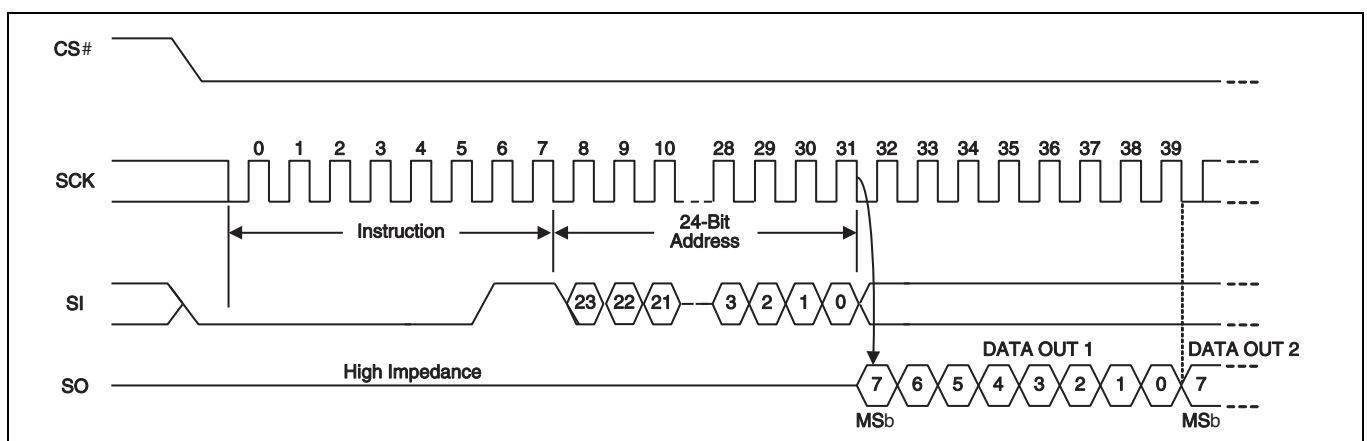 CS#
0 1 2 3 4 5 6 7 8 9 10 28 29 30 31 32 33 34 35 36 37 38 39
SCK
Instruction
24-Bit
Address
SI
23 22 21 3 2 1 0
DATA OUT 1
DATA OUT 2
High Impedance
SO
7 6 5 4 3 2 1 0 7
MSb
MSb